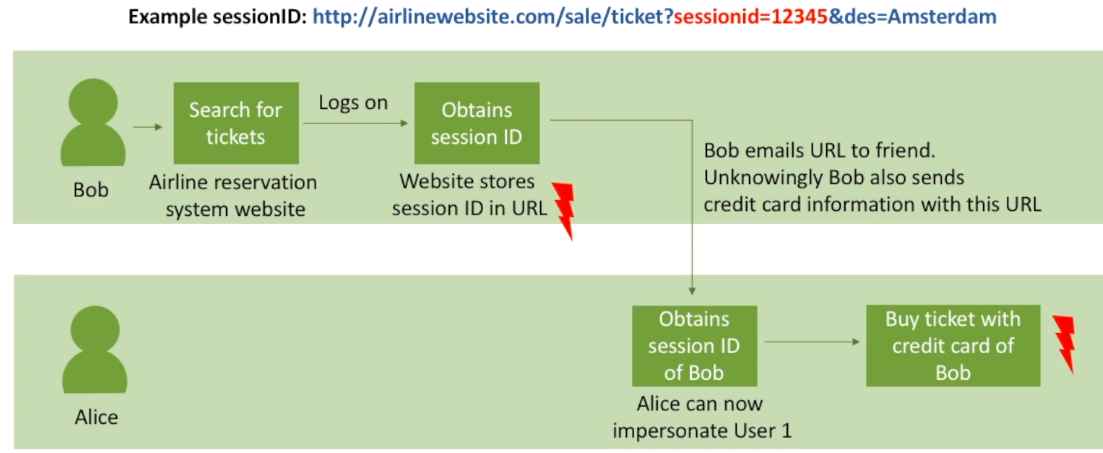 Example sessionID: http://airlinewebsite.com/sale/ticket?sessionid=12345&des=Amsterdam
Bob
Search for
tickets
Airline reservation
system website
Logs on
Obtains
session ID
Website stores
session ID in URL
Bob emails URL to friend.
Unknowingly Bob also sends
credit card information with this URL
Alice
Obtains
session ID
of Bob
Alice can now
impersonate User 1
Buy ticket with
credit card of
Bob